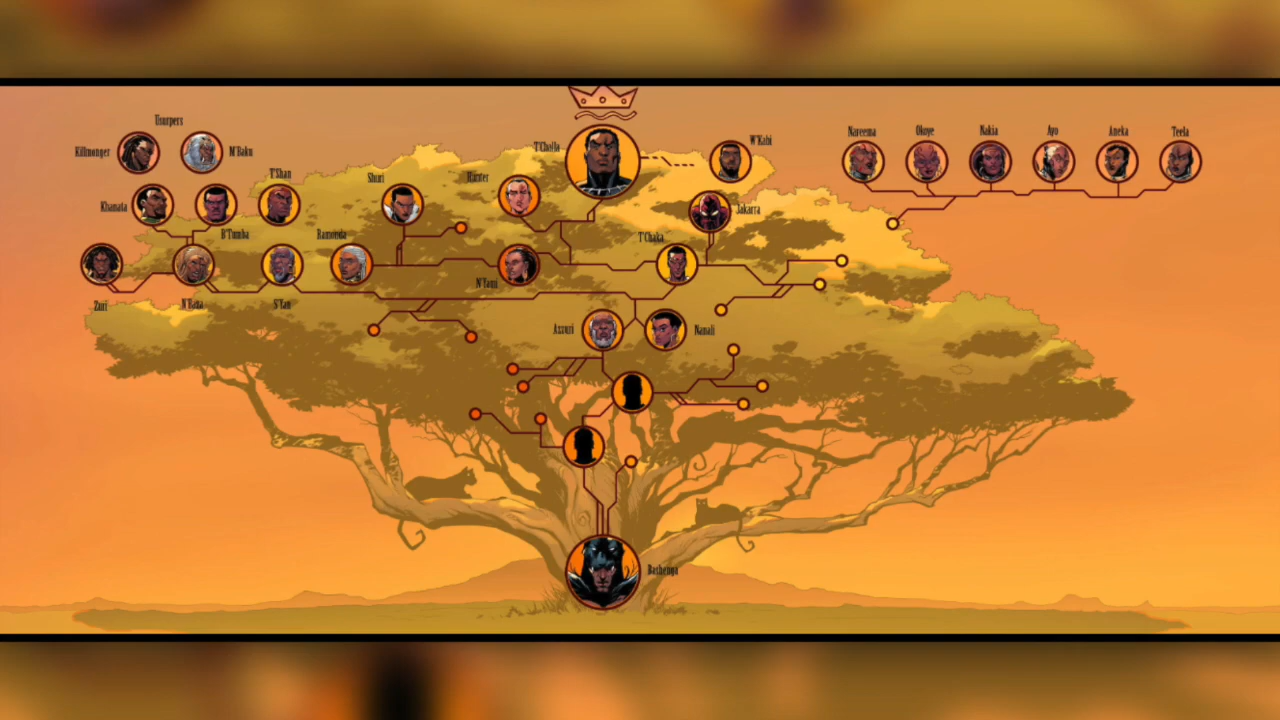 Usurpers
Killmonger
M'Baku
T'Challa
W'Kabi
Nareema
Okoye
Nakia
Ayo
Aneka
Teela
T'Shan
Shuri
Hunter
Khanata
Jakarra
B'Tumba
Ramonda
T'Chaka
N'Yami
Zuri
N'Baza
S'Yan
Azzuri
Nanali
Bashenga